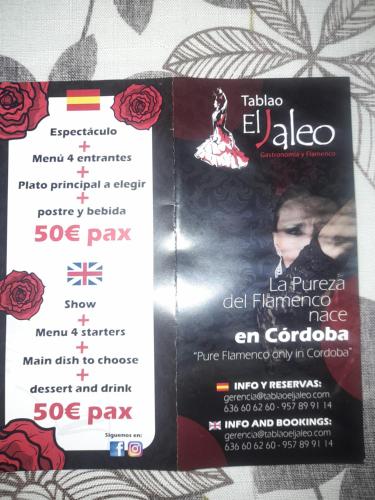 Espectáculo
+
Menú 4 entrantes
+
Plato principal a elegir
+
postre y bebida
50€ pax
Show
+
Menu 4 starters
+
Main dish to choose
+
dessert and drink
50€ pax
Síguenos en:
Tablao
El Jaleo
Gastronomía y Flamenco
La Pureza
del Flamenco
nace
en Córdoba
"Pure Flamenco only in Cordoba"
INFO Y RESERVAS:
gerencia@tablaoeljaleo.com
636 60 62 60 - 957 89 91 14
INFO AND BOOKINGS:
gerencia@tablaoeljaleo.com
636 60 62 60 - 957 89 91 14